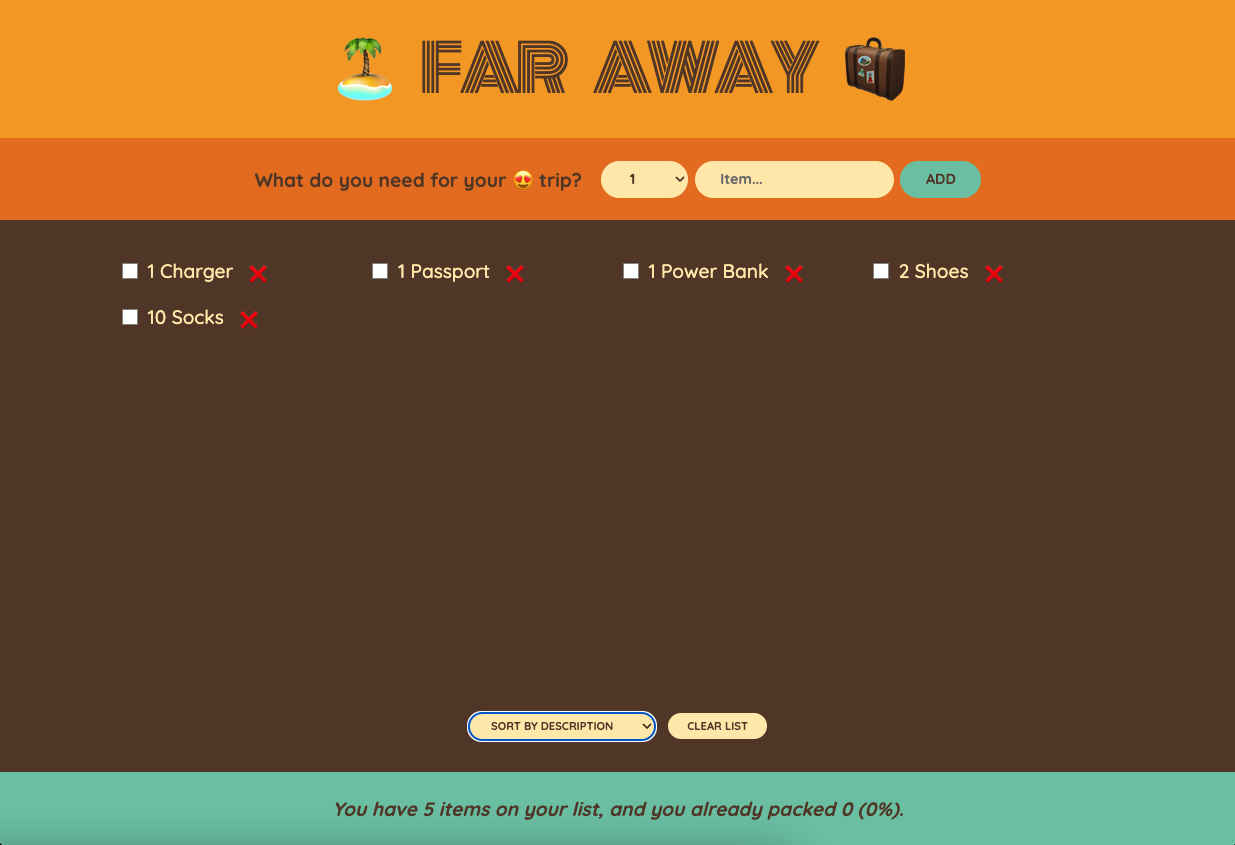 🏝️ FAR AWAY 🧳
What do you need for your 😍 trip? 1 Item... ADD
1 Charger ❌ 1 Passport ❌ 1 Power Bank ❌ 2 Shoes ❌
10 Socks ❌
SORT BY DESCRIPTION CLEAR LIST
You have 5 items on your list, and you already packed 0 (0%).